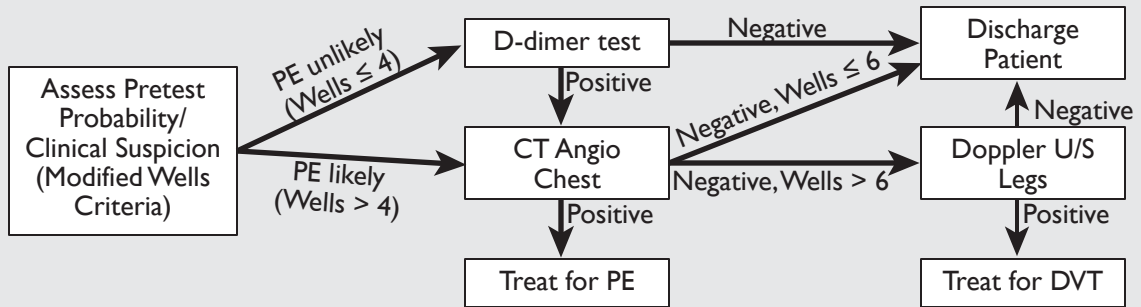 Assess Pretest
Probability/
Clinical Suspicion
(Modified Wells
Criteria)
PE unlikely
(Wells ≤ 4)
PE likely
(Wells > 4)
D-dimer test
Negative
Discharge
Patient
Positive
Negative, Wells ≤ 6
Negative
CT Angio
Chest
Negative, Wells > 6
Doppler U/S
Legs
Positive
Positive
Treat for PE
Treat for DVT